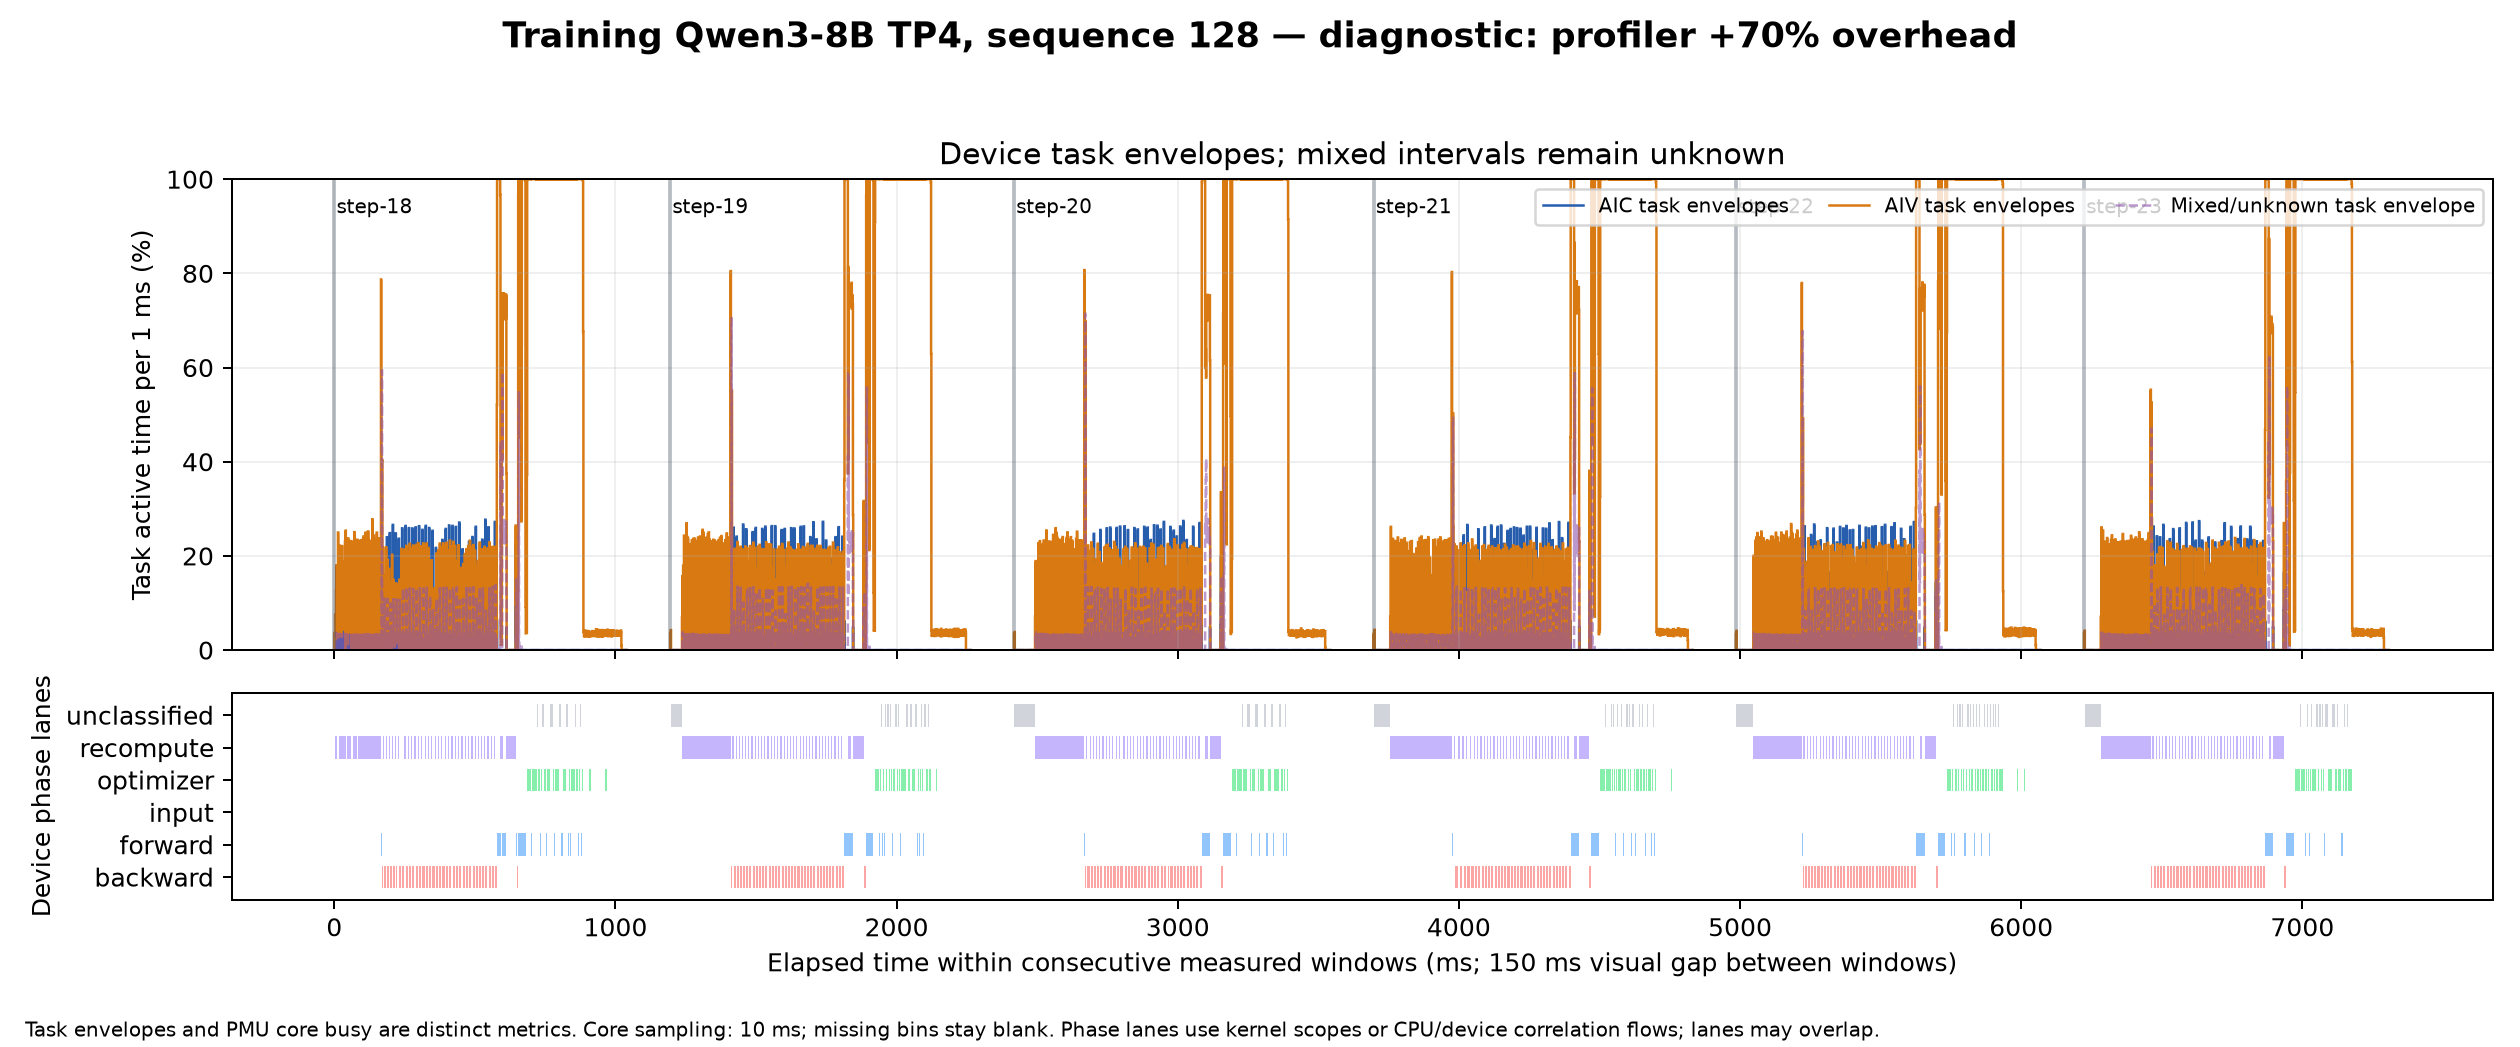 Training Qwen3-8B TP4, sequence 128 — diagnostic: profiler +70% overhead
Device task envelopes; mixed intervals remain unknown
Task active time per 1 ms (%)
100
80
60
40
20
0
step-18
step-19
step-20
step-21
step-22
step-23
AIC task envelopes
AIV task envelopes
Mixed/unknown task envelope
Device phase lanes
unclassified
recompute
optimizer
input
forward
backward
0
1000
2000
3000
4000
5000
6000
7000
Elapsed time within consecutive measured windows (ms; 150 ms visual gap between windows)
Task envelopes and PMU core busy are distinct metrics. Core sampling: 10 ms; missing bins stay blank. Phase lanes use kernel scopes or CPU/device correlation flows; lanes may overlap.